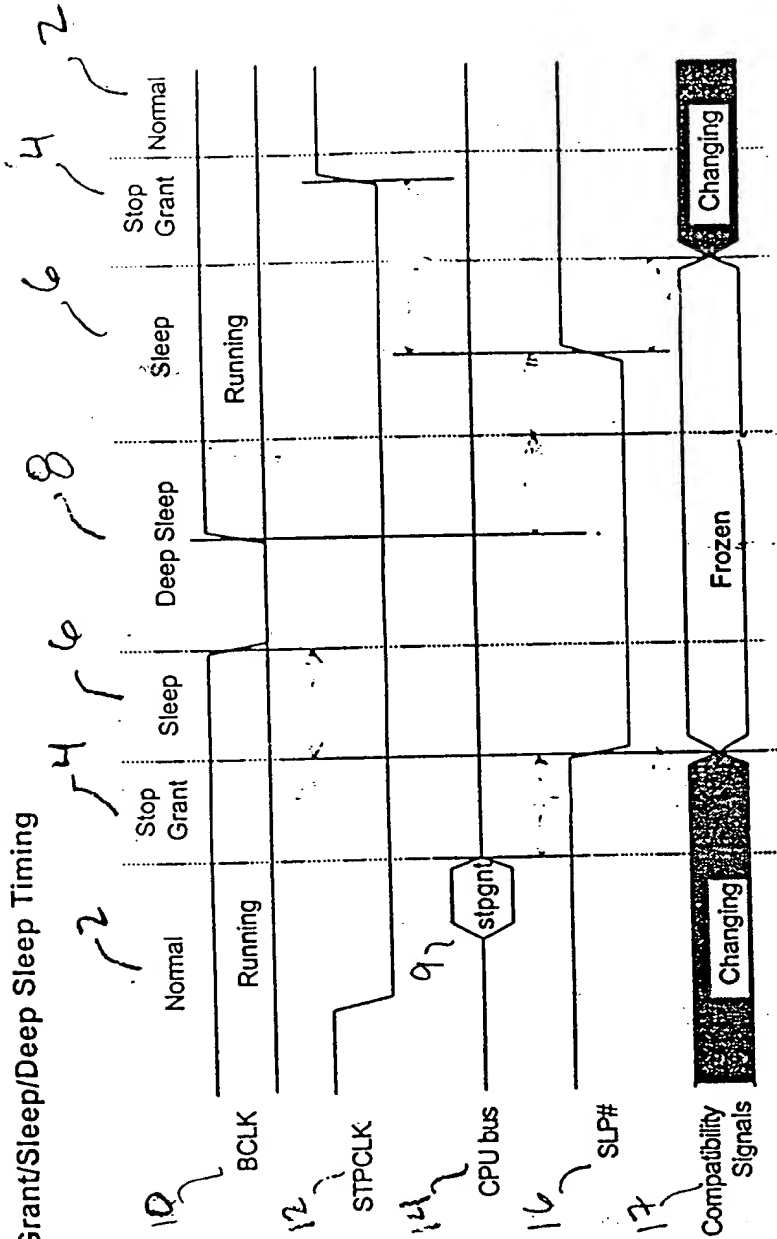 Grant/Sleep/Deep Sleep Timing
2 4 6 8 6 4 2
Normal Stop Grant Sleep Deep Sleep Sleep Stop Grant Normal
10
BCLK Running Running
12
STPCLK
92
14
CPU bus stpgnt
16
SLP#
17
Compatibility Signals Changing Frozen Changing